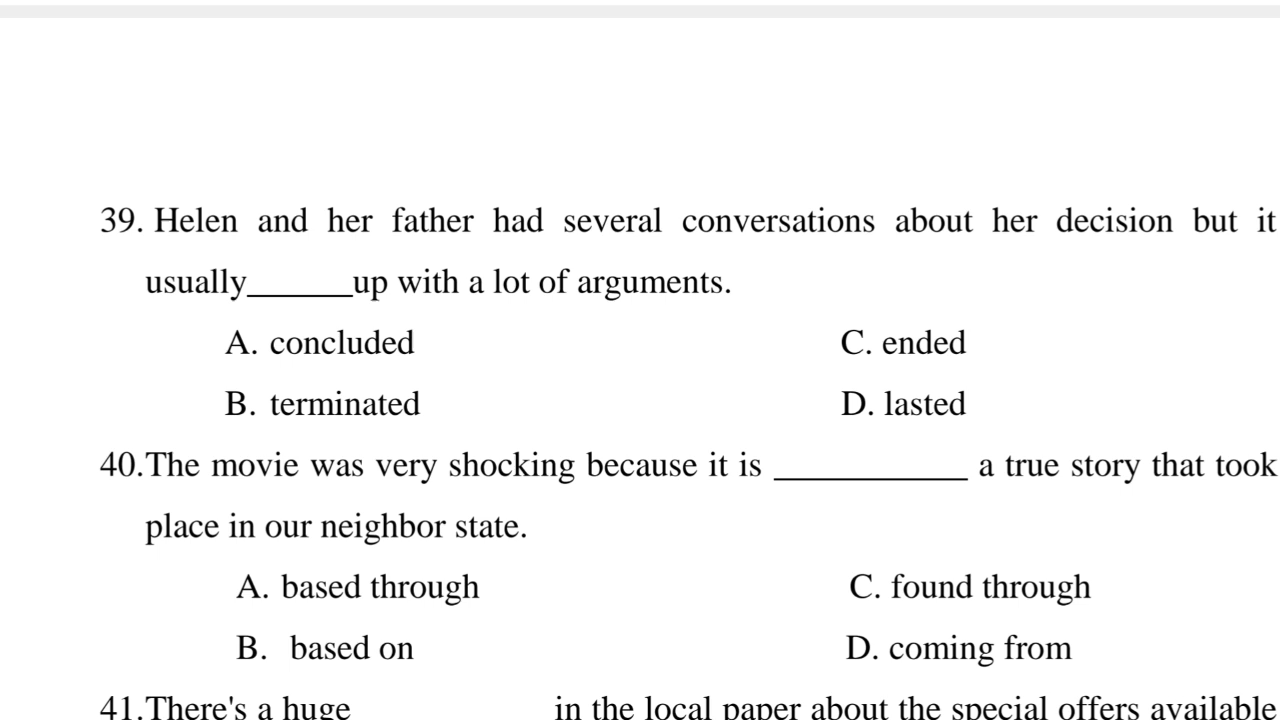 39. Helen and her father had several conversations about her decision but it
usually______up with a lot of arguments.
A. concluded C. ended
B. terminated D. lasted
40.The movie was very shocking because it is ___________ a true story that took
place in our neighbor state.
A. based through C. found through
B. based on D. coming from
41.There's a huge in the local paper about the special offers available